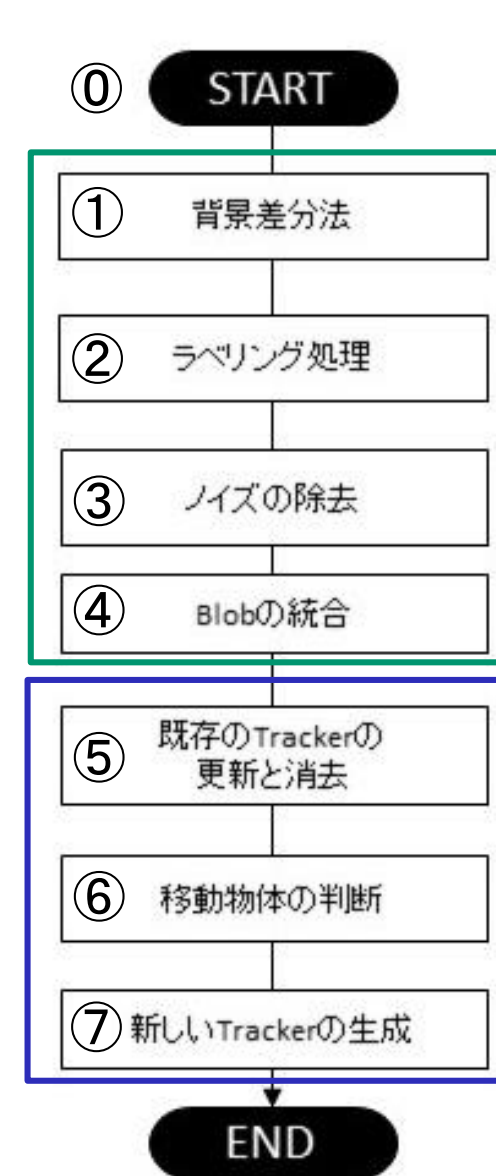 ⓪ START
① 背景差分法
② ラベリング処理
③ ノイズの除去
④ Blobの統合
⑤ 既存のTrackerの
更新と消去
⑥ 移動物体の判断
⑦ 新しいTrackerの生成
END